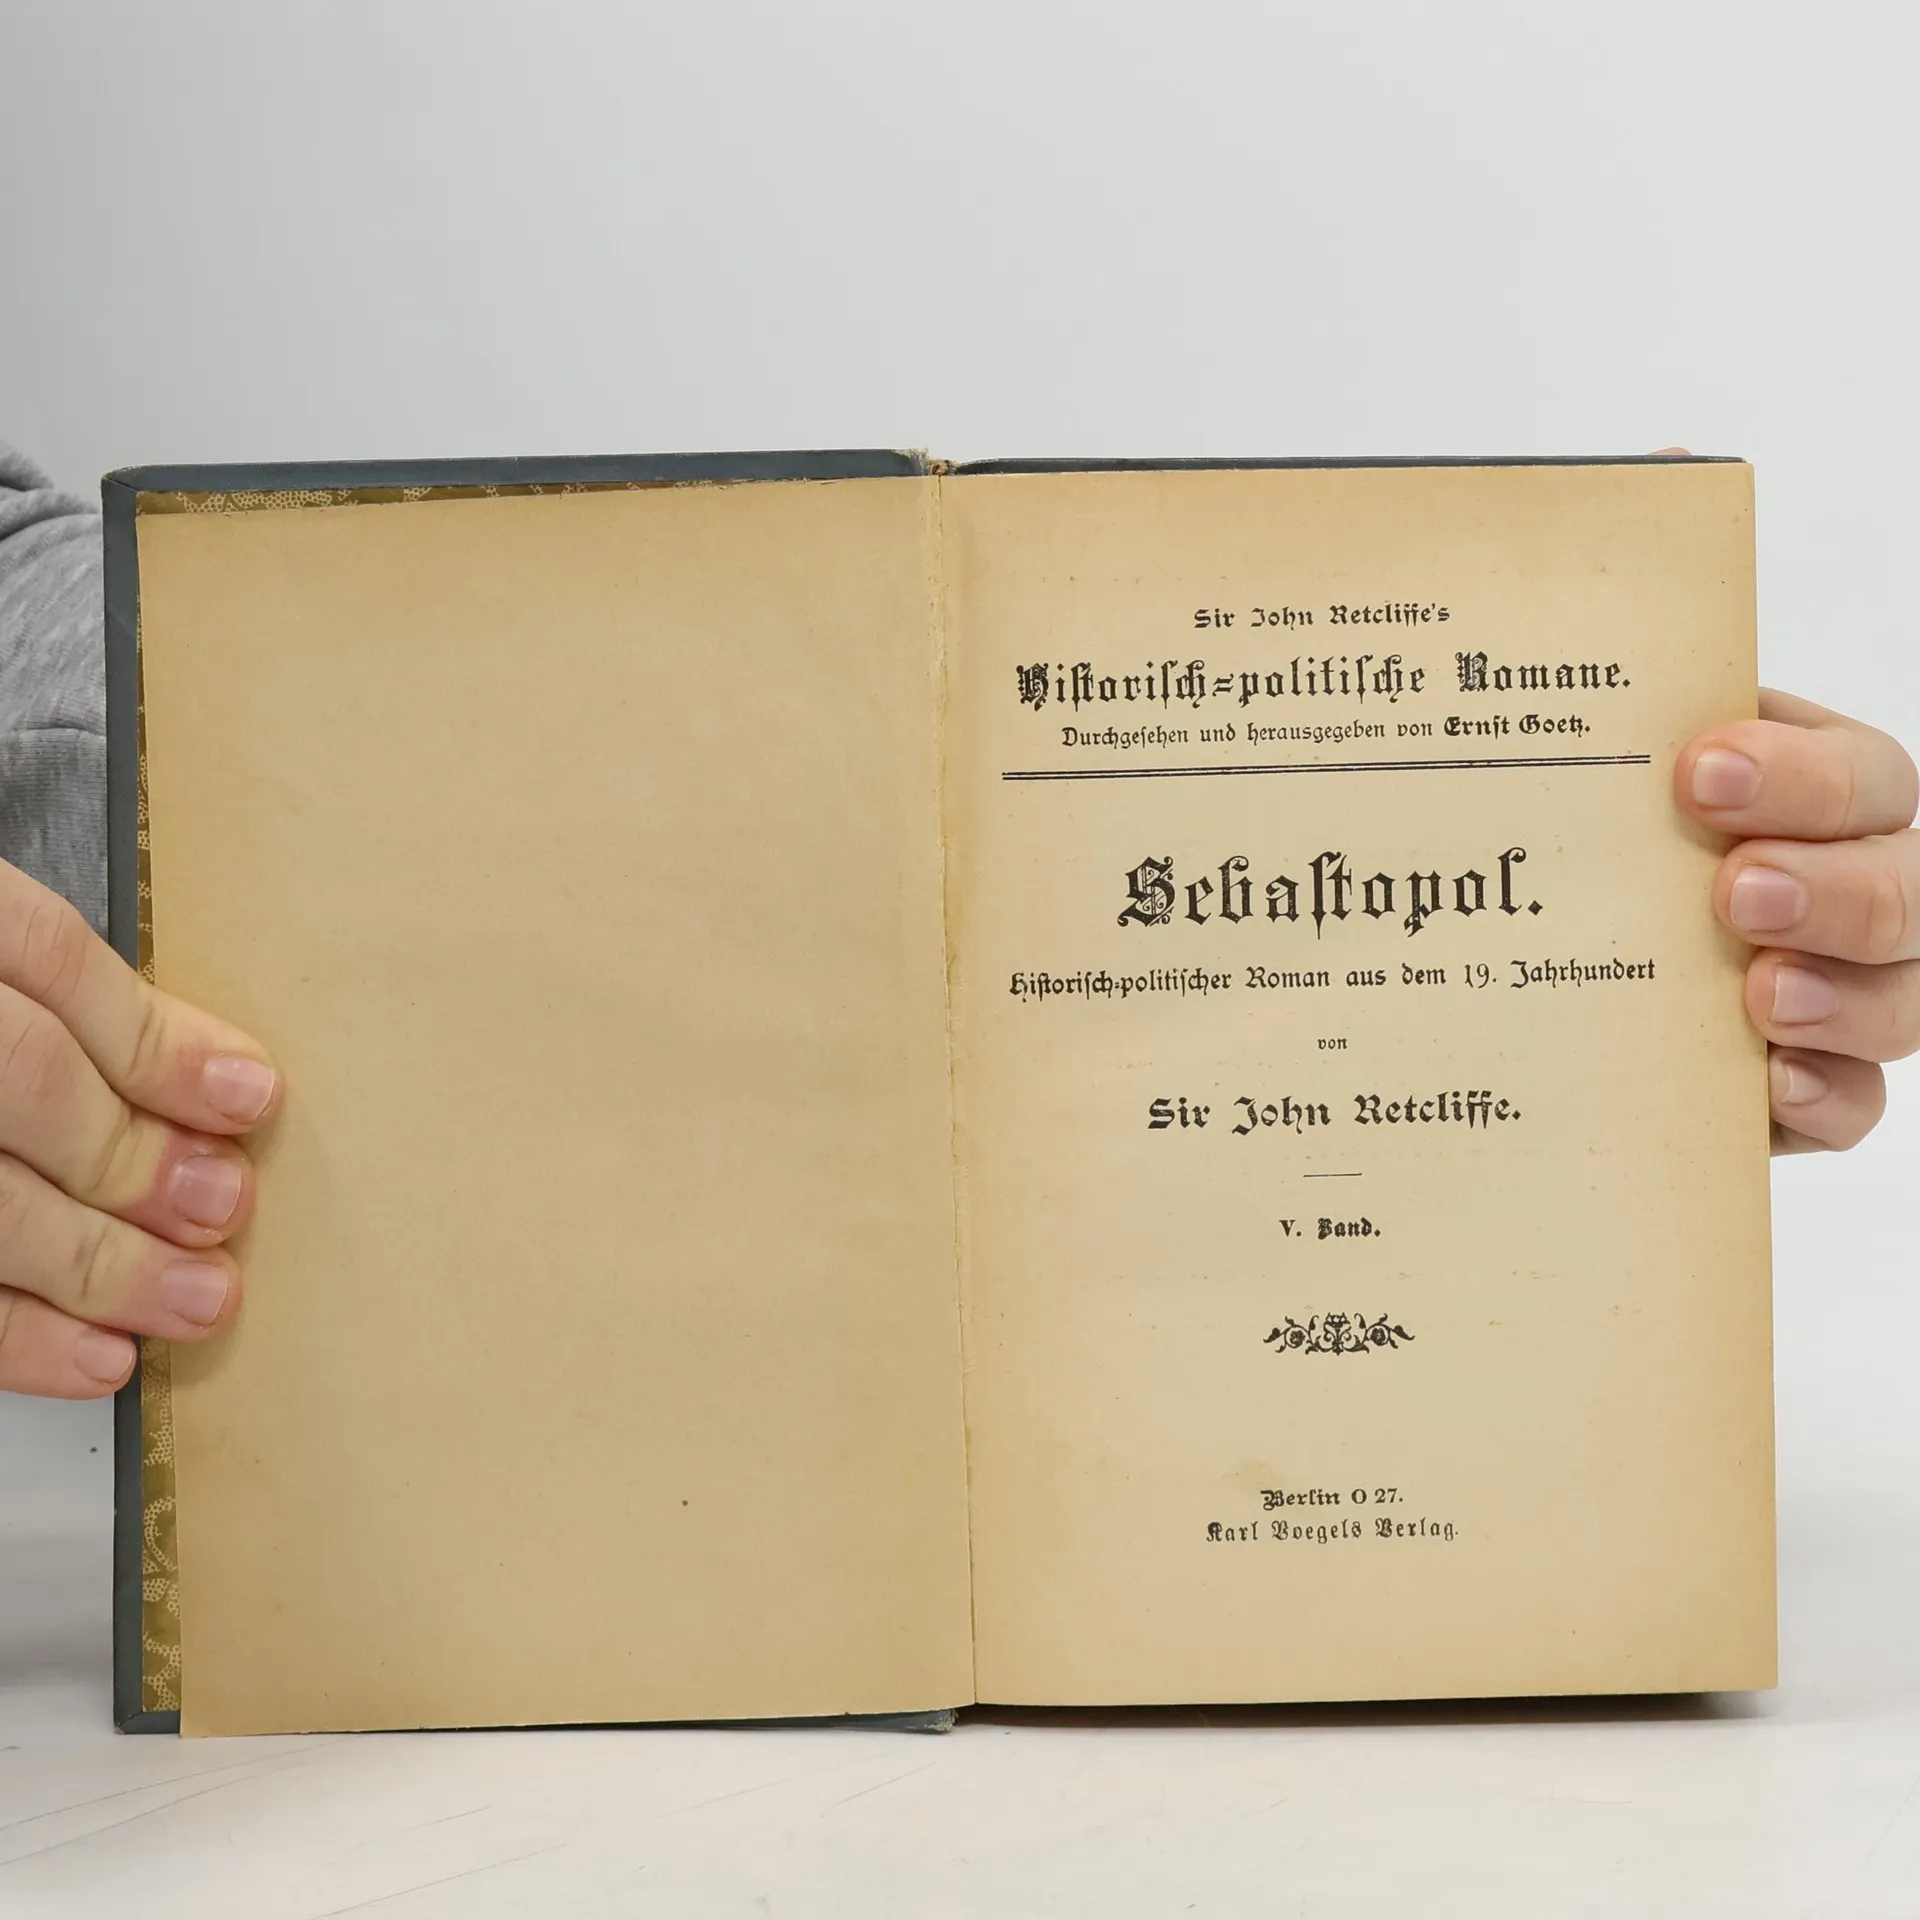 Sir John Retcliffe's
Historisch-politische Romane.
Durchgesehen und herausgegeben von Ernst Goetz.
Sebastopol.
Historisch-politischer Roman aus dem 19. Jahrhundert
von
Sir John Retcliffe.
V. Band.
Berlin O 27.
Karl Voegels Verlag.